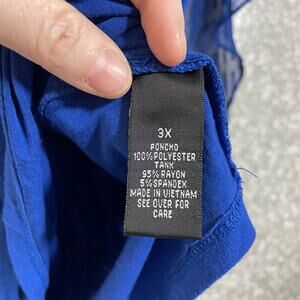 3X
PONCHO
100%POLYESTER
TANK
95%RAYON
5%SPANDEX
MADE IN VIETNAM
SEE OVER FOR
CARE